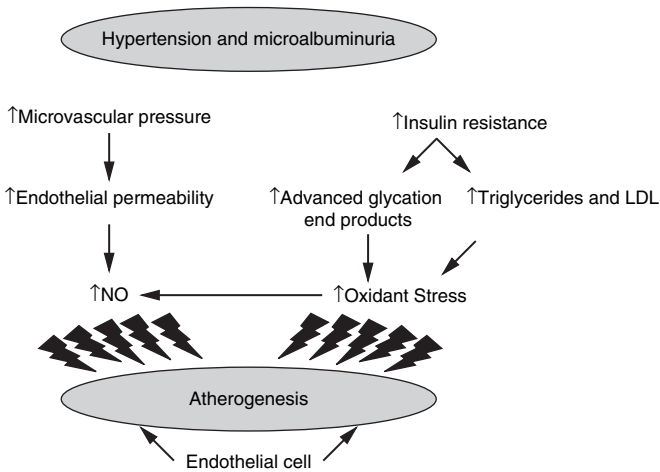 Hypertension and microalbuminuria
↑Microvascular pressure
↑Insulin resistance
↑Endothelial permeability
↑Advanced glycation
end products
↑Triglycerides and LDL
↑NO
↑Oxidant Stress
Atherogenesis
Endothelial cell